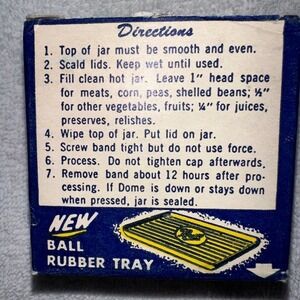 Directions
1. Top of jar must be smooth and even.
2. Scald lids. Keep wet until used.
3. Fill clean hot jar. Leave 1" head space
for meats, corn, peas, shelled beans; ½"
for other vegetables, fruits; ¼" for juices,
preserves, relishes.
4. Wipe top of jar. Put lid on jar.
5. Screw band tight but do not use force.
6. Process. Do not tighten cap afterwards.
7. Remove band about 12 hours after pro-
cessing. If Dome is down or stays down
when pressed, jar is sealed.
NEW
BALL
RUBBER TRAY